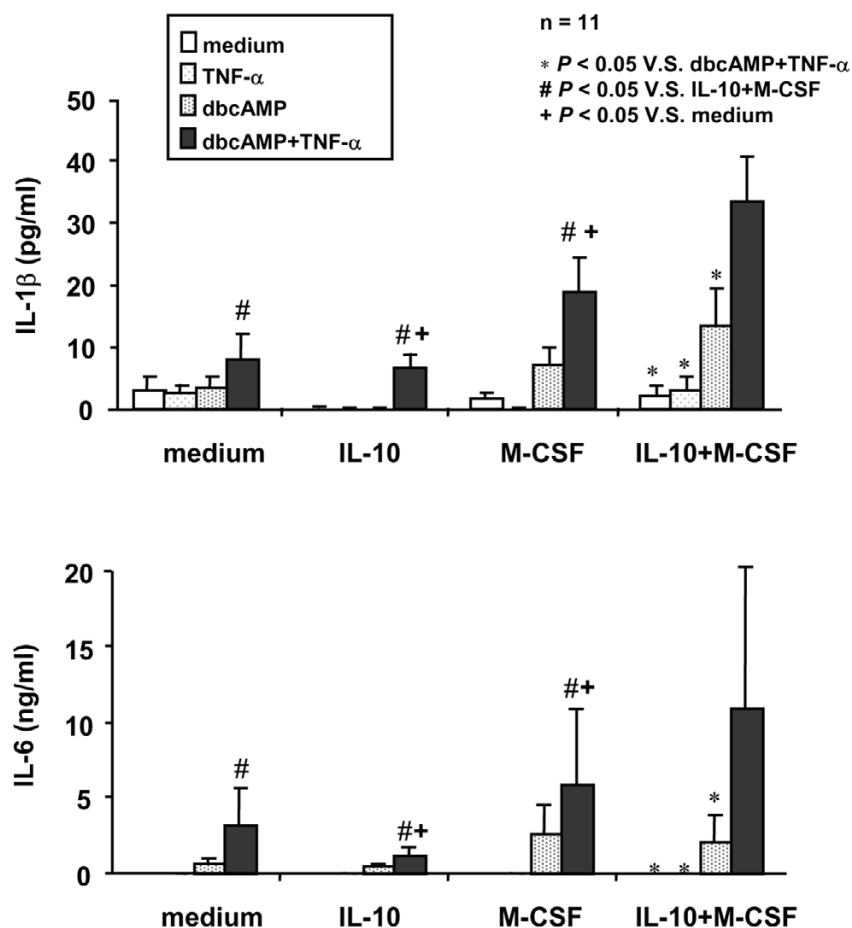 medium
TNF-α
dbcAMP
dbcAMP+TNF-α
n = 11
* P < 0.05 V.S. dbcAMP+TNF-α
# P < 0.05 V.S. IL-10+M-CSF
+ P < 0.05 V.S. medium
IL-1β (pg/ml)
50
40
30
20
10
0
#
#+
# +
* * *
medium IL-10 M-CSF IL-10+M-CSF
IL-6 (ng/ml)
20
15
10
5
0
#
#+
#+
* * *
medium IL-10 M-CSF IL-10+M-CSF